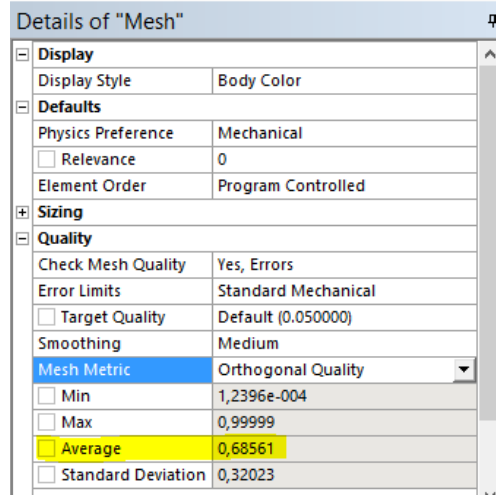 Details of "Mesh"
Display
Display Style Body Color
Defaults
Physics Preference Mechanical
Relevance 0
Element Order Program Controlled
Sizing
Quality
Check Mesh Quality Yes, Errors
Error Limits Standard Mechanical
Target Quality Default (0.050000)
Smoothing Medium
Mesh Metric Orthogonal Quality
Min 1,2396e-004
Max 0,99999
Average 0,68561
Standard Deviation 0,32023